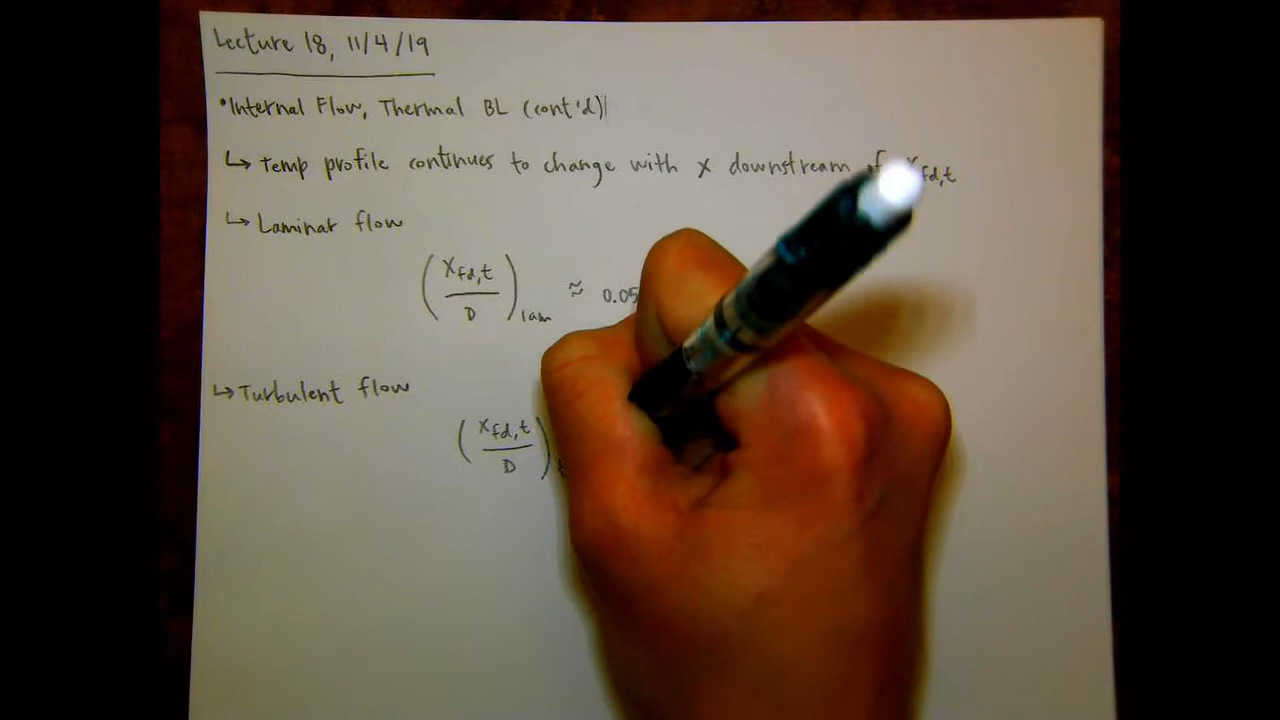 Lecture 18, 11/4/19
•Internal Flow, Thermal BL (cont'd)
↳ Temp profile continues to change with x downstream of x_fd,t
↳ Laminar flow
(x_fd,t / D)_lam ≈ 0.05
↳ Turbulent flow
(x_fd,t / D)